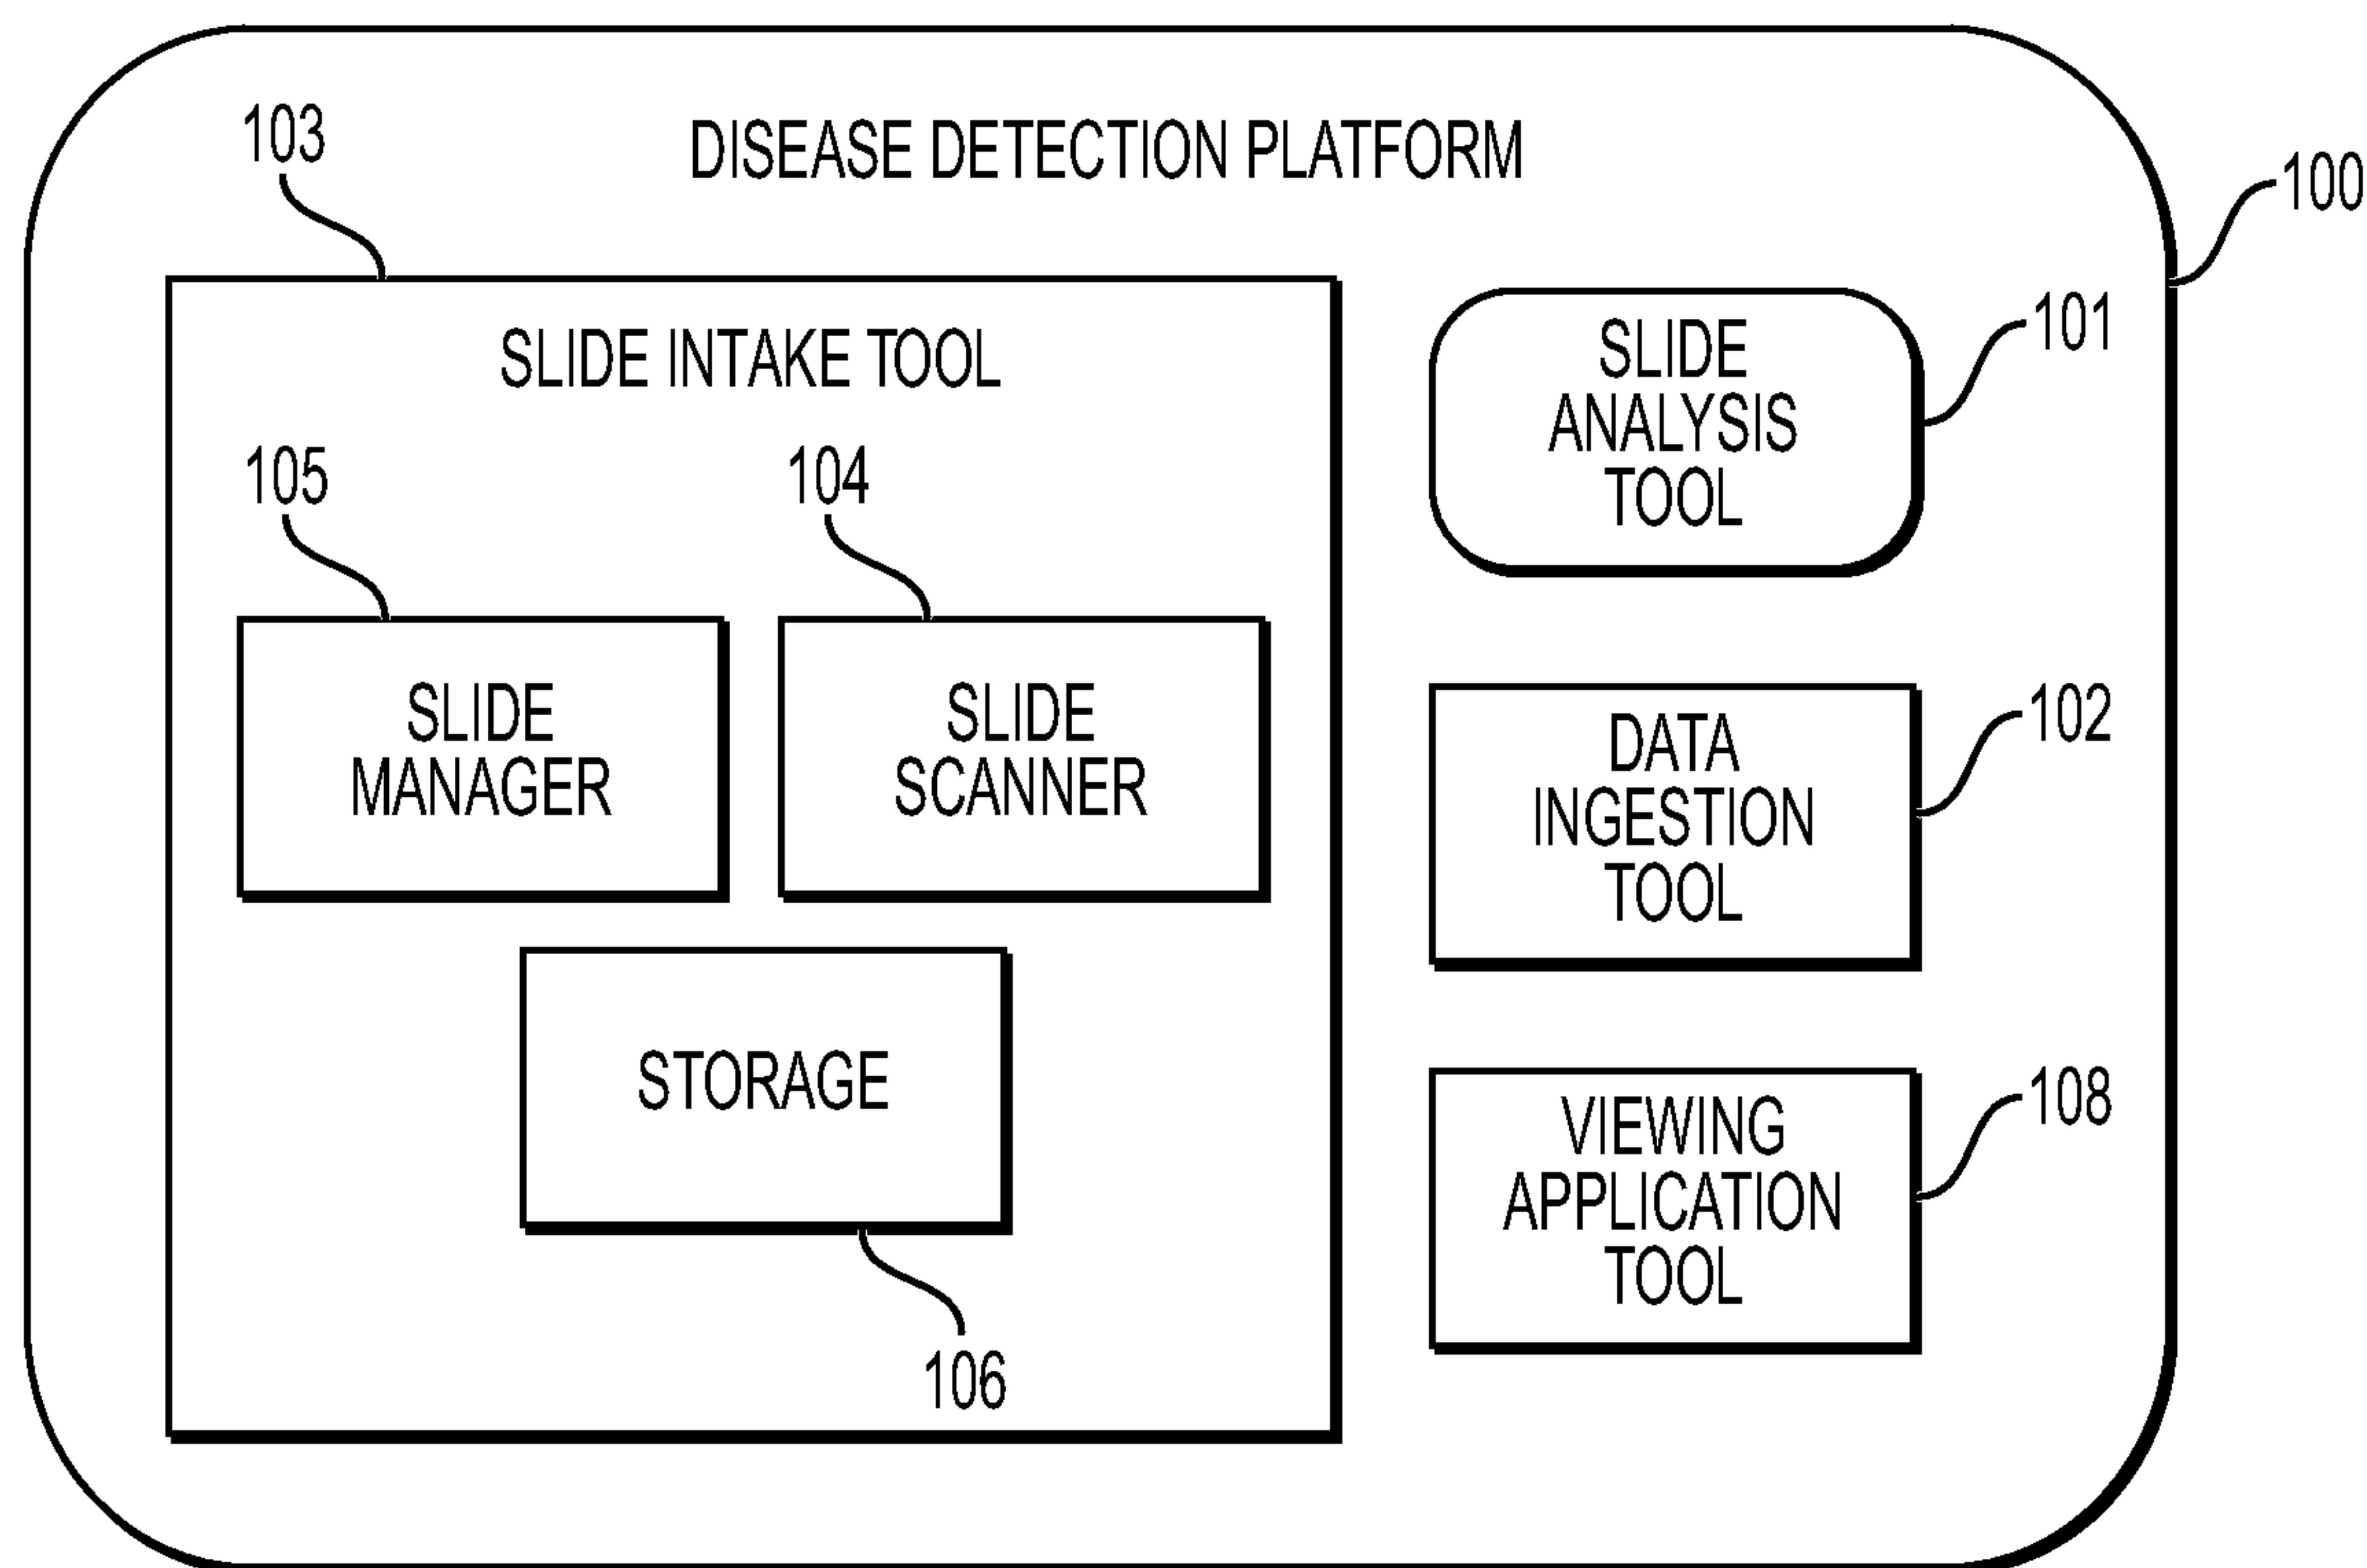 DISEASE DETECTION PLATFORM
100
103
SLIDE INTAKE TOOL
105
104
SLIDE
MANAGER
SLIDE
SCANNER
STORAGE
106
SLIDE
ANALYSIS
TOOL
101
DATA
INGESTION
TOOL
102
VIEWING
APPLICATION
TOOL
108